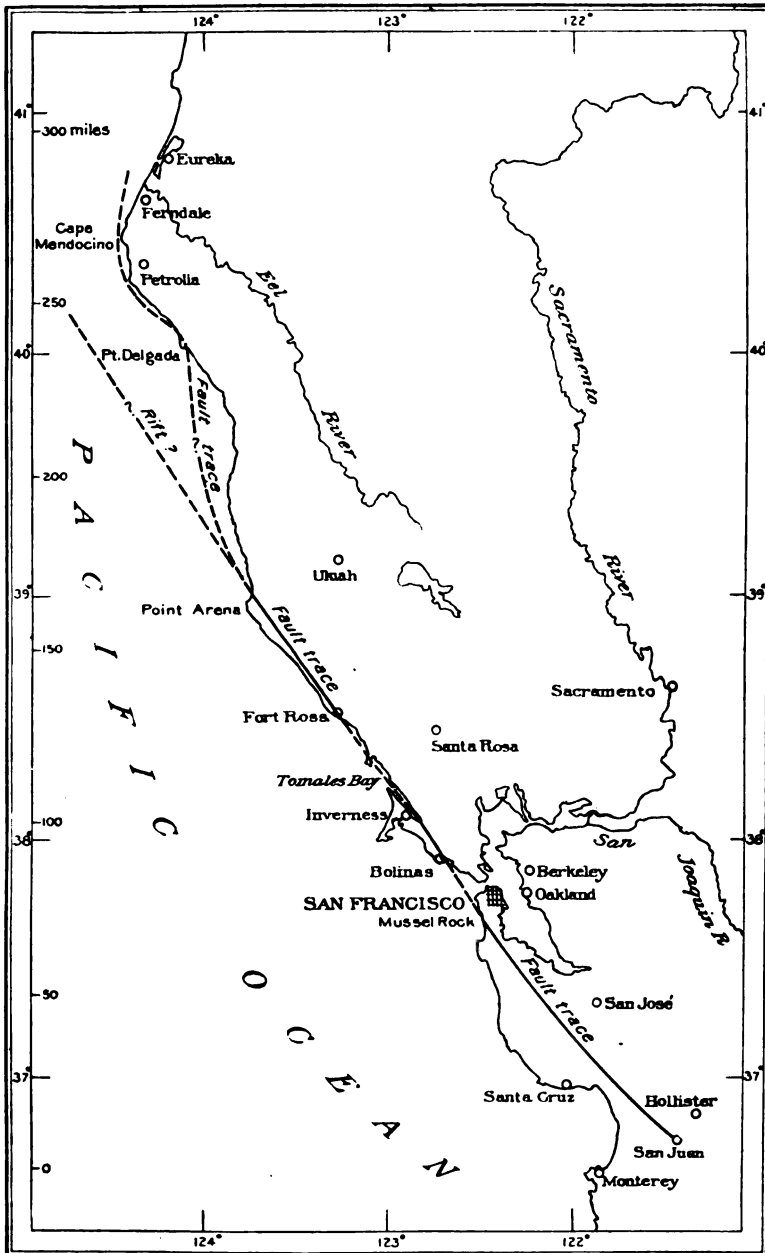 124°
123°
122°
41°
41°
300 miles
Eureka
Ferndale
Cape
Mendocino
Petrolia
Eel
Sacramento
250
40°
Pt. Delgada
40°
Fault trace
Rift ?
River
PACIFIC
200
Ukiah
River
39°
39°
Point Arena
Fault trace
150
Sacramento
Fort Ross
Santa Rosa
Tomales Bay
100
Inverness
38°
38°
San
Bolinas
Berkeley
Joaquin R
Oakland
SAN FRANCISCO
Mussel Rock
OCEAN
Fault trace
50
San José
37°
37°
Santa Cruz
Hollister
San Juan
0
Monterey
124°
123°
122°